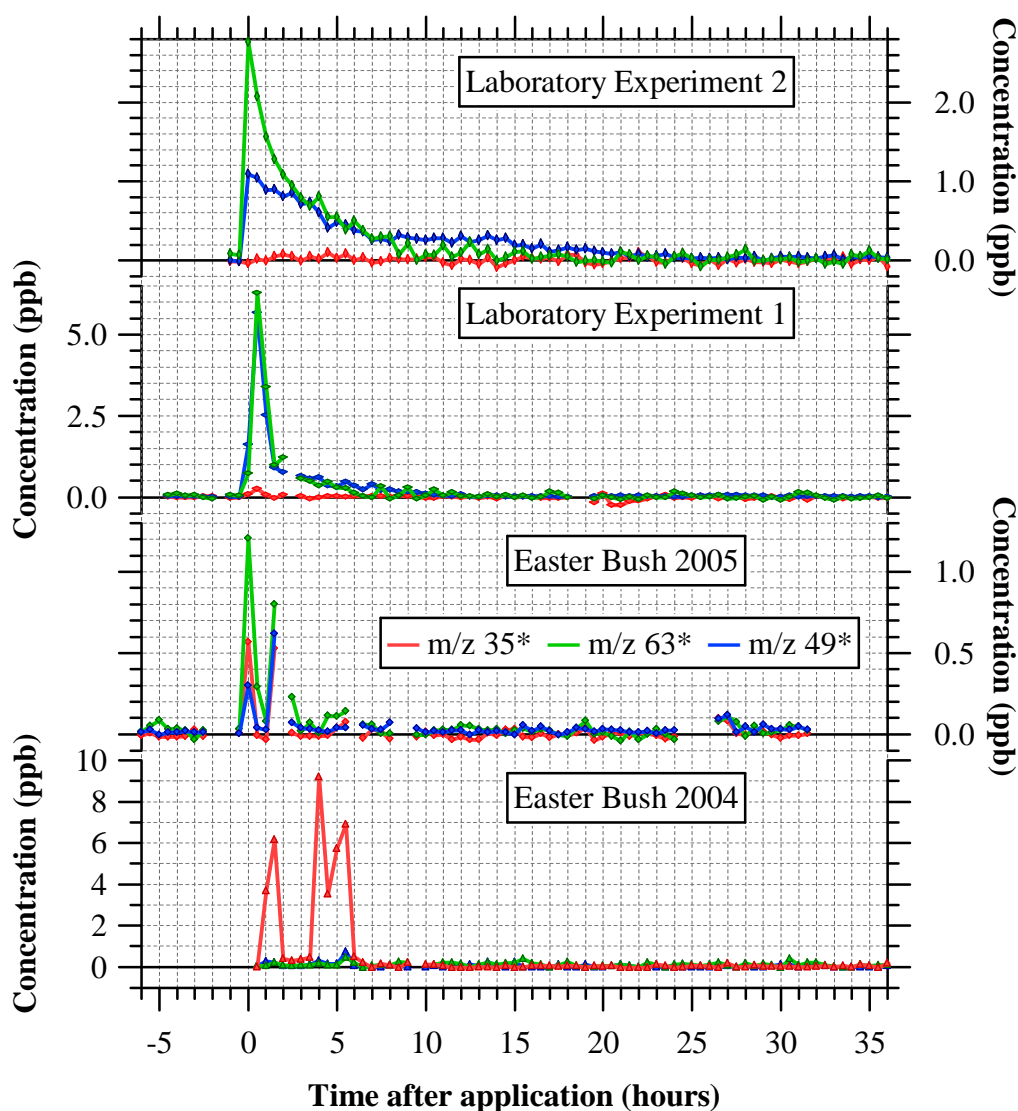 Laboratory Experiment 2
2.0
1.0
0.0
Concentration (ppb)
Laboratory Experiment 1
5.0
2.5
0.0
Concentration (ppb)
Easter Bush 2005
m/z 35* m/z 63* m/z 49*
1.0
0.5
0.0
Concentration (ppb)
Easter Bush 2004
10
8
6
4
2
0
Concentration (ppb)
-5 0 5 10 15 20 25 30 35
Time after application (hours)